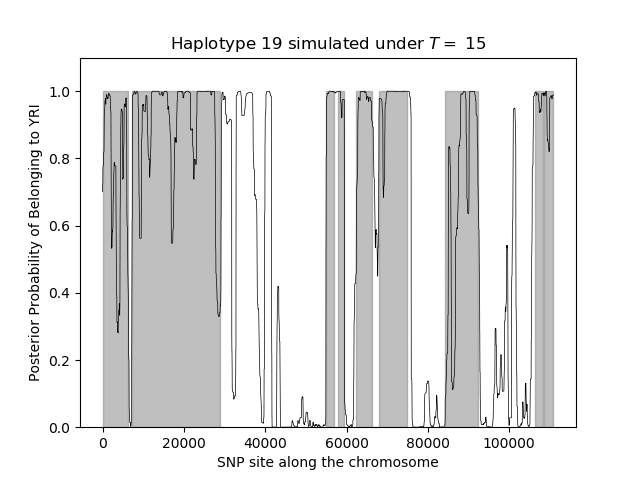 Haplotype 19 simulated under T = 15
Posterior Probability of Belonging to YRI
1.0
0.8
0.6
0.4
0.2
0.0
0 20000 40000 60000 80000 100000
SNP site along the chromosome